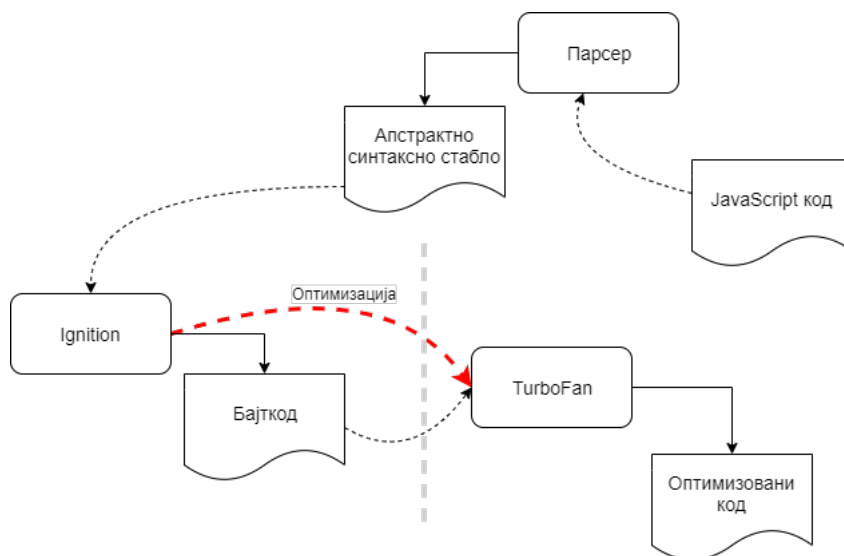 Парсер
Апстрактно
синтаксно стабло
JavaScript код
Оптимизација
Ignition
TurboFan
Бајткод
Оптимизовани
код